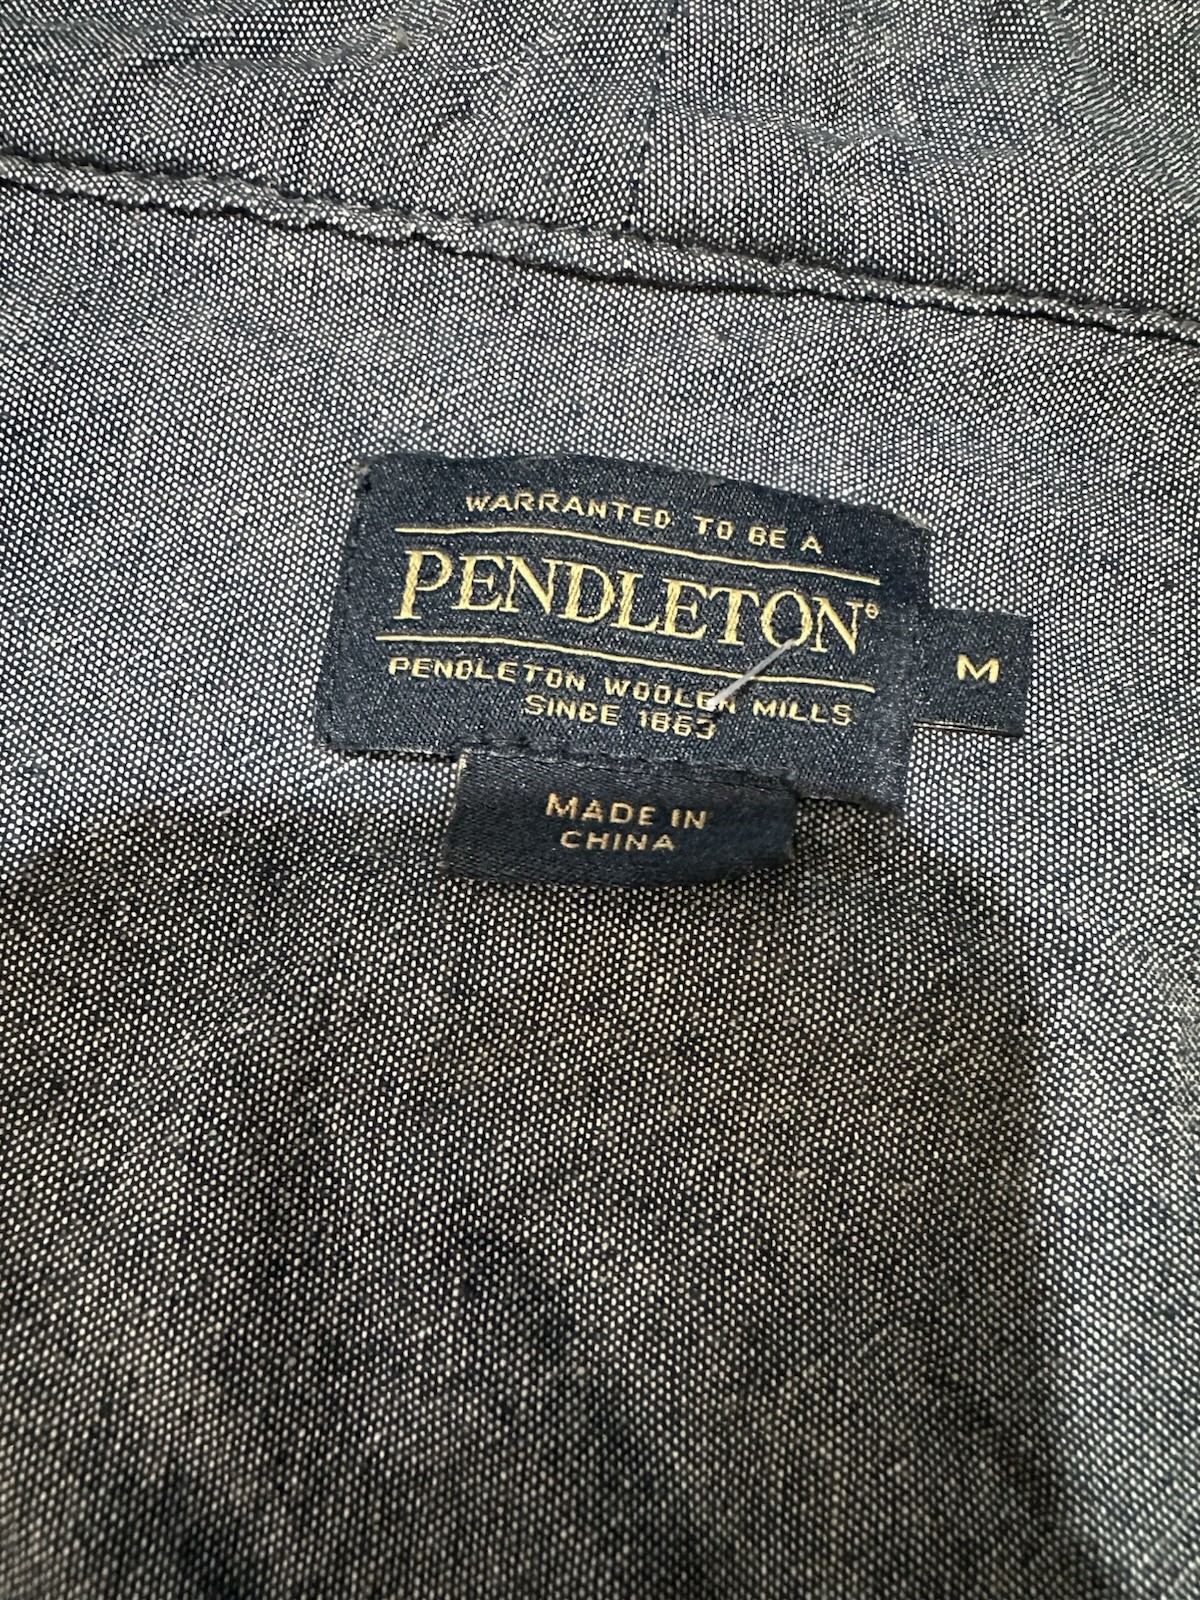 WARRANTED TO BE A
PENDLETON®
PENDLETON WOOLEN MILLS
SINCE 1863
M
MADE IN
CHINA